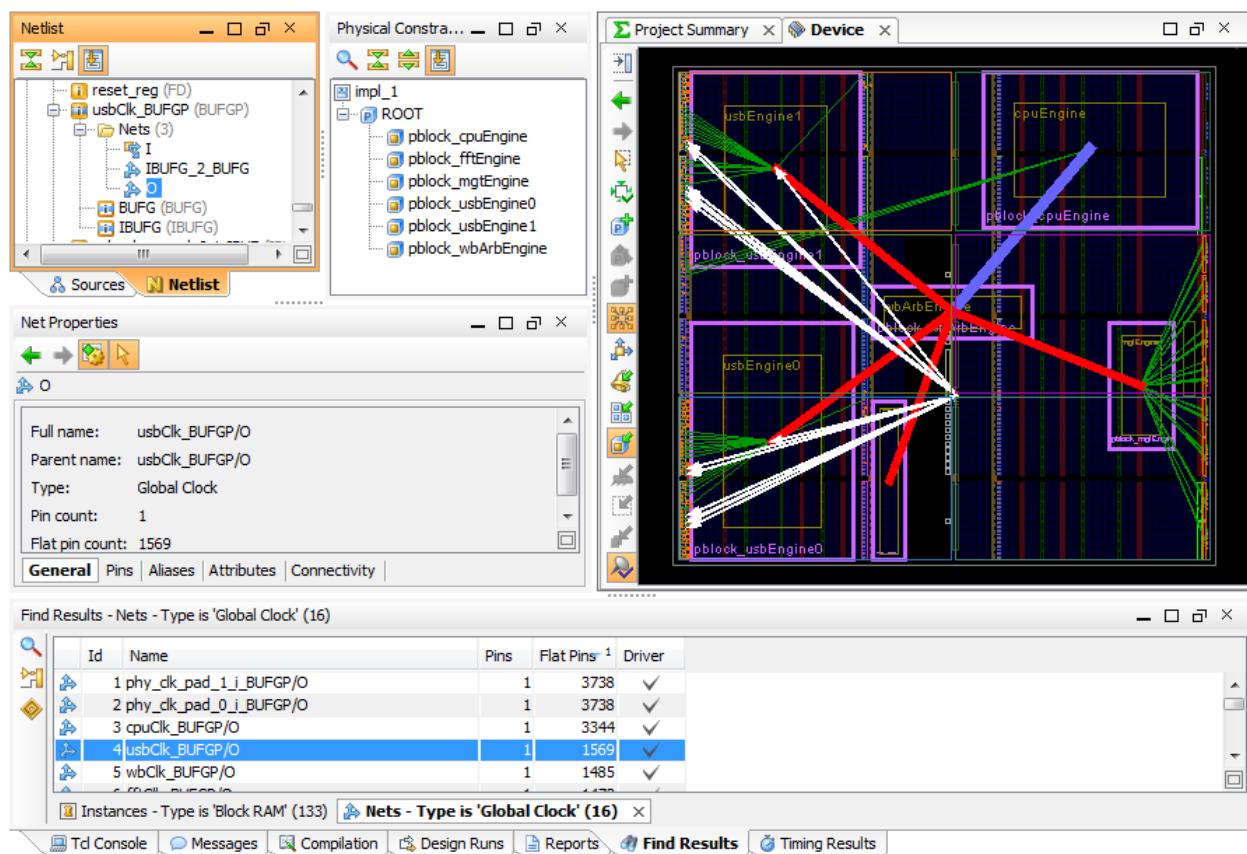 Netlist
reset_reg (FD)
usbClk_BUFGP (BUFGP)
Nets (3)
I
IBUFG_2_BUFG
O
BUFG (BUFG)
IBUFG (IBUFG)
Sources
Netlist
Physical Constra...
impl_1
ROOT
pblock_cpuEngine
pblock_fftEngine
pblock_mgtEngine
pblock_usbEngine0
pblock_usbEngine1
pblock_wbArbEngine
Net Properties
O
Full name: usbClk_BUFGP/O
Parent name: usbClk_BUFGP/O
Type: Global Clock
Pin count: 1
Flat pin count: 1569
General Pins Aliases Attributes Connectivity
Project Summary
Device
usbEngine1
cpuEngine
pblock_cpuEngine
pblock_usbEngine1
usbEngine0
mgtEngine
pblock_mgtEngine
pblock_usbEngine0
Find Results - Nets - Type is 'Global Clock' (16)
Id Name Pins Flat Pins 1 Driver
1 phy_clk_pad_1_i_BUFGP/O 1 3738
2 phy_clk_pad_0_i_BUFGP/O 1 3738
3 cpuClk_BUFGP/O 1 3344
4 usbClk_BUFGP/O 1 1569
5 wbClk_BUFGP/O 1 1485
Instances - Type is 'Block RAM' (133)
Nets - Type is 'Global Clock' (16)
Tcl Console Messages Compilation Design Runs Reports Find Results Timing Results